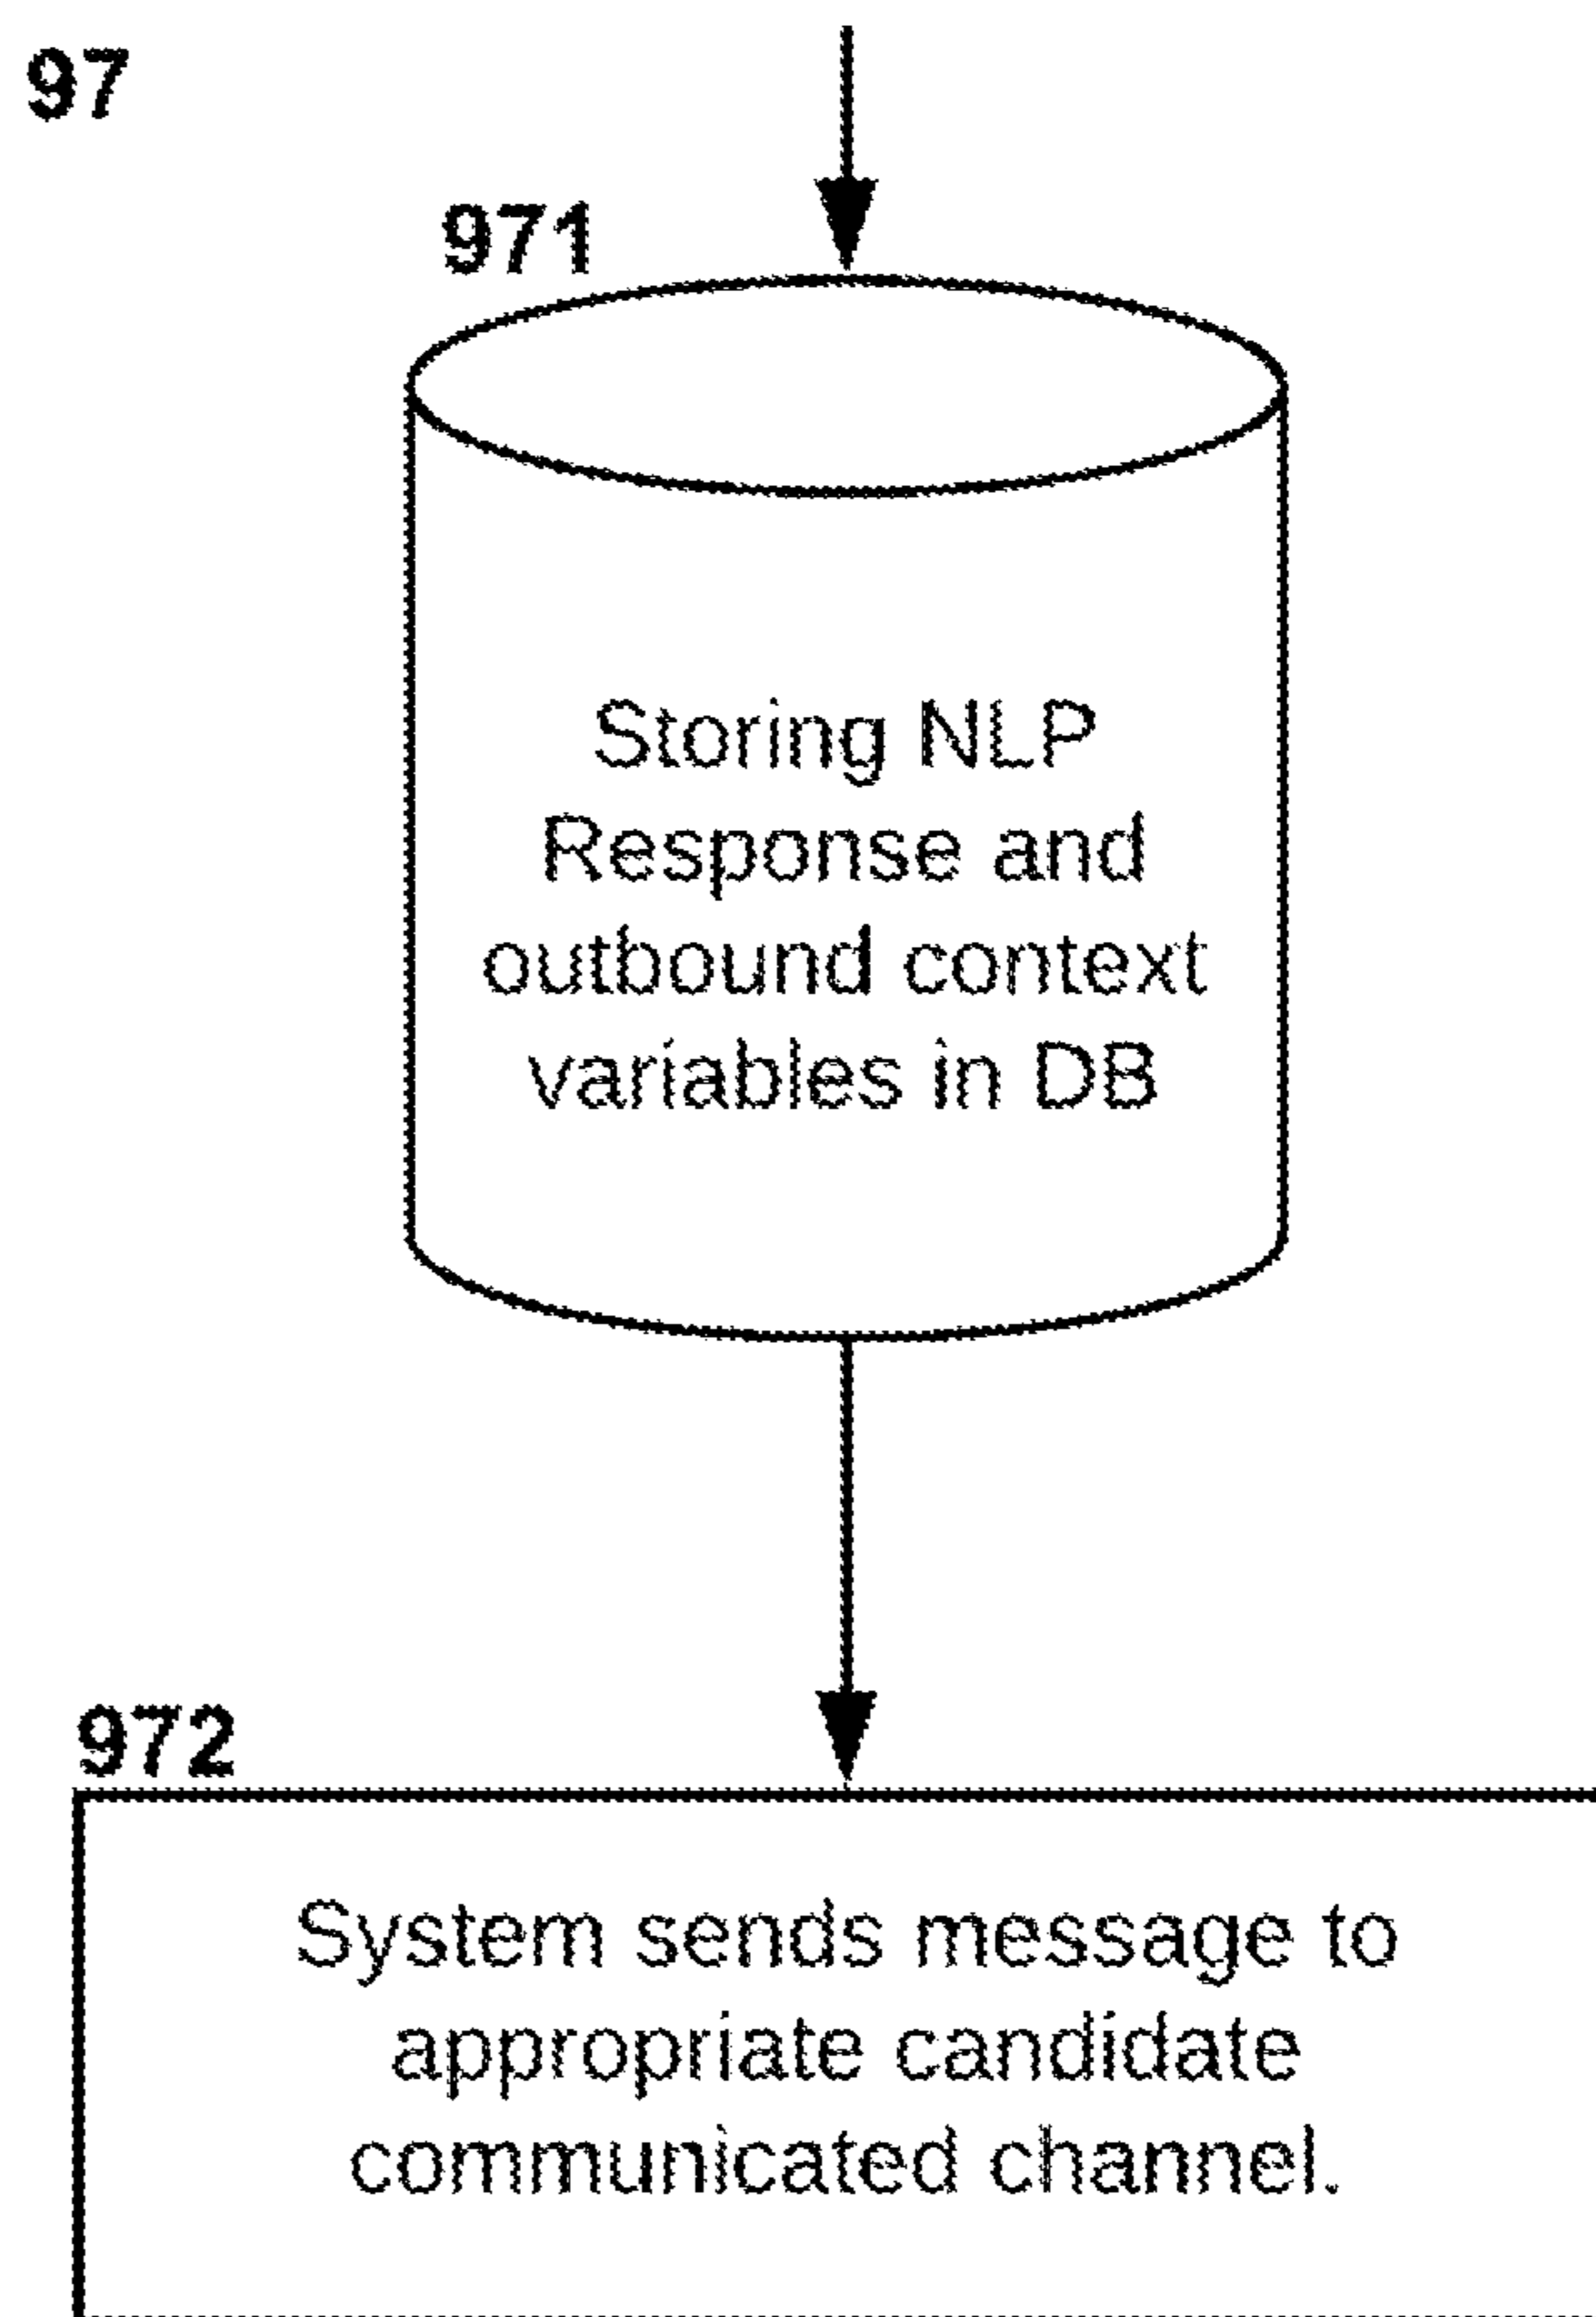 97
971
Storing NLP
Response and
outbound context
variables in DB
972
System sends message to
appropriate candidate
communicated channel.